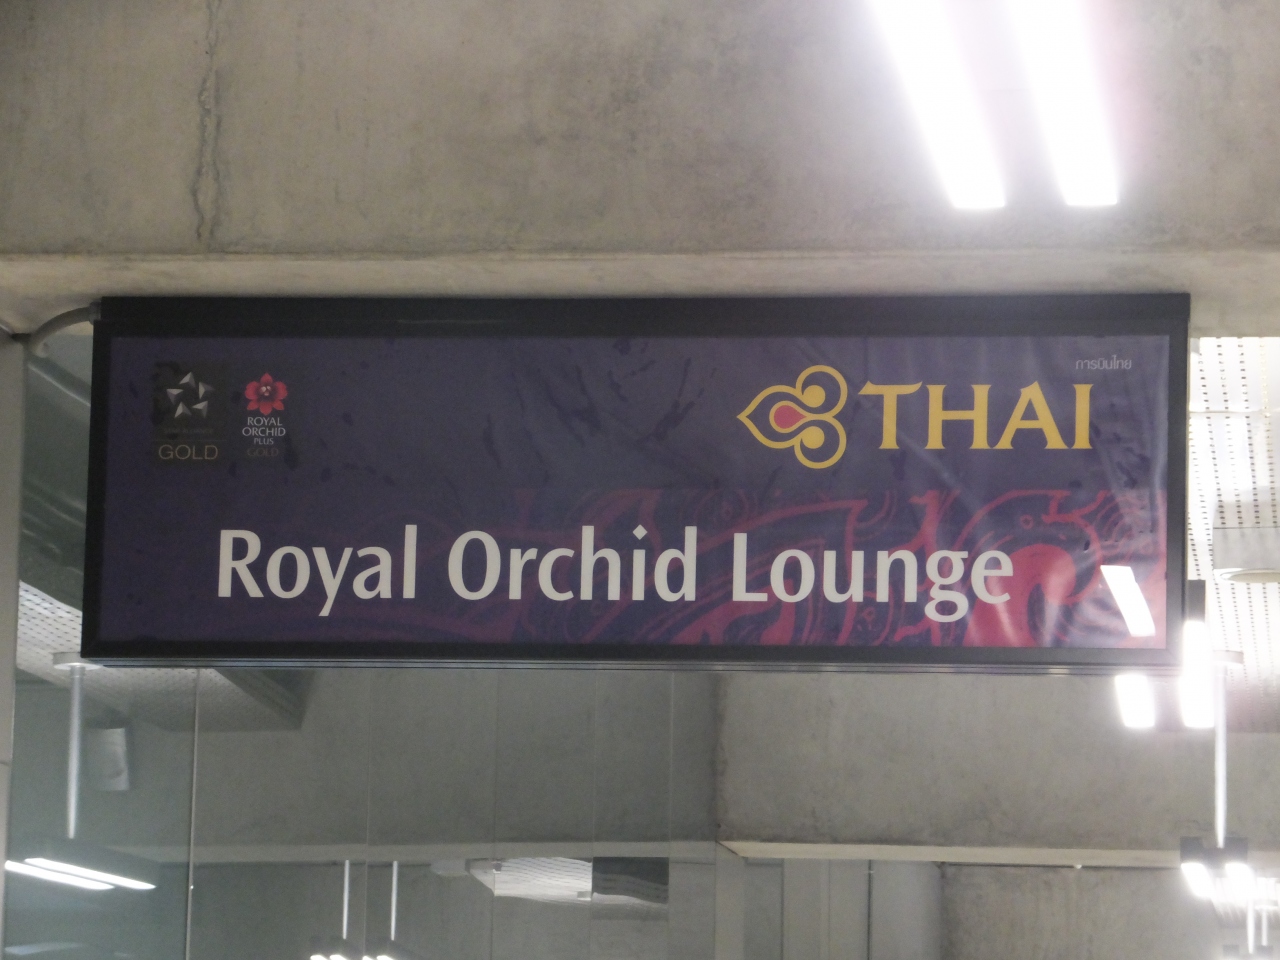 การบินไทย
THAI
GOLD
ROYAL
ORCHID
PLUS
GOLD
Royal Orchid Lounge